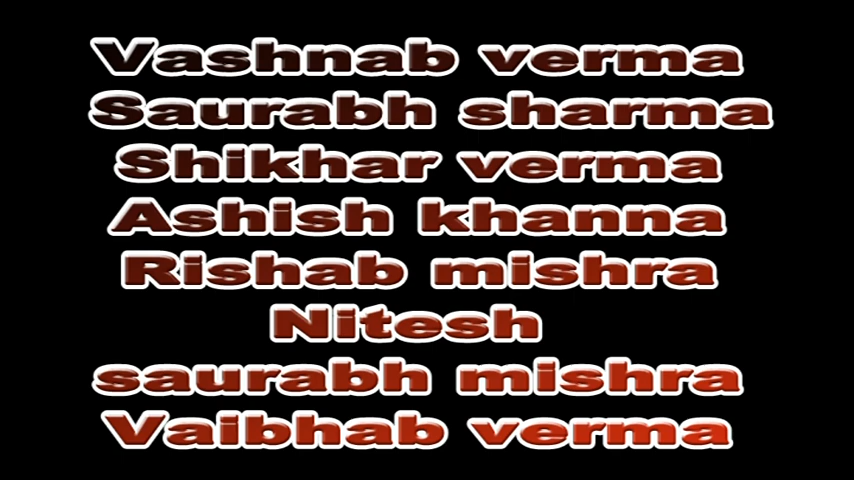 Vashnab verma
Saurabh sharma
Shikhar verma
Ashish khanna
Rishab mishra
Nitesh
saurabh mishra
Vaibhab verma